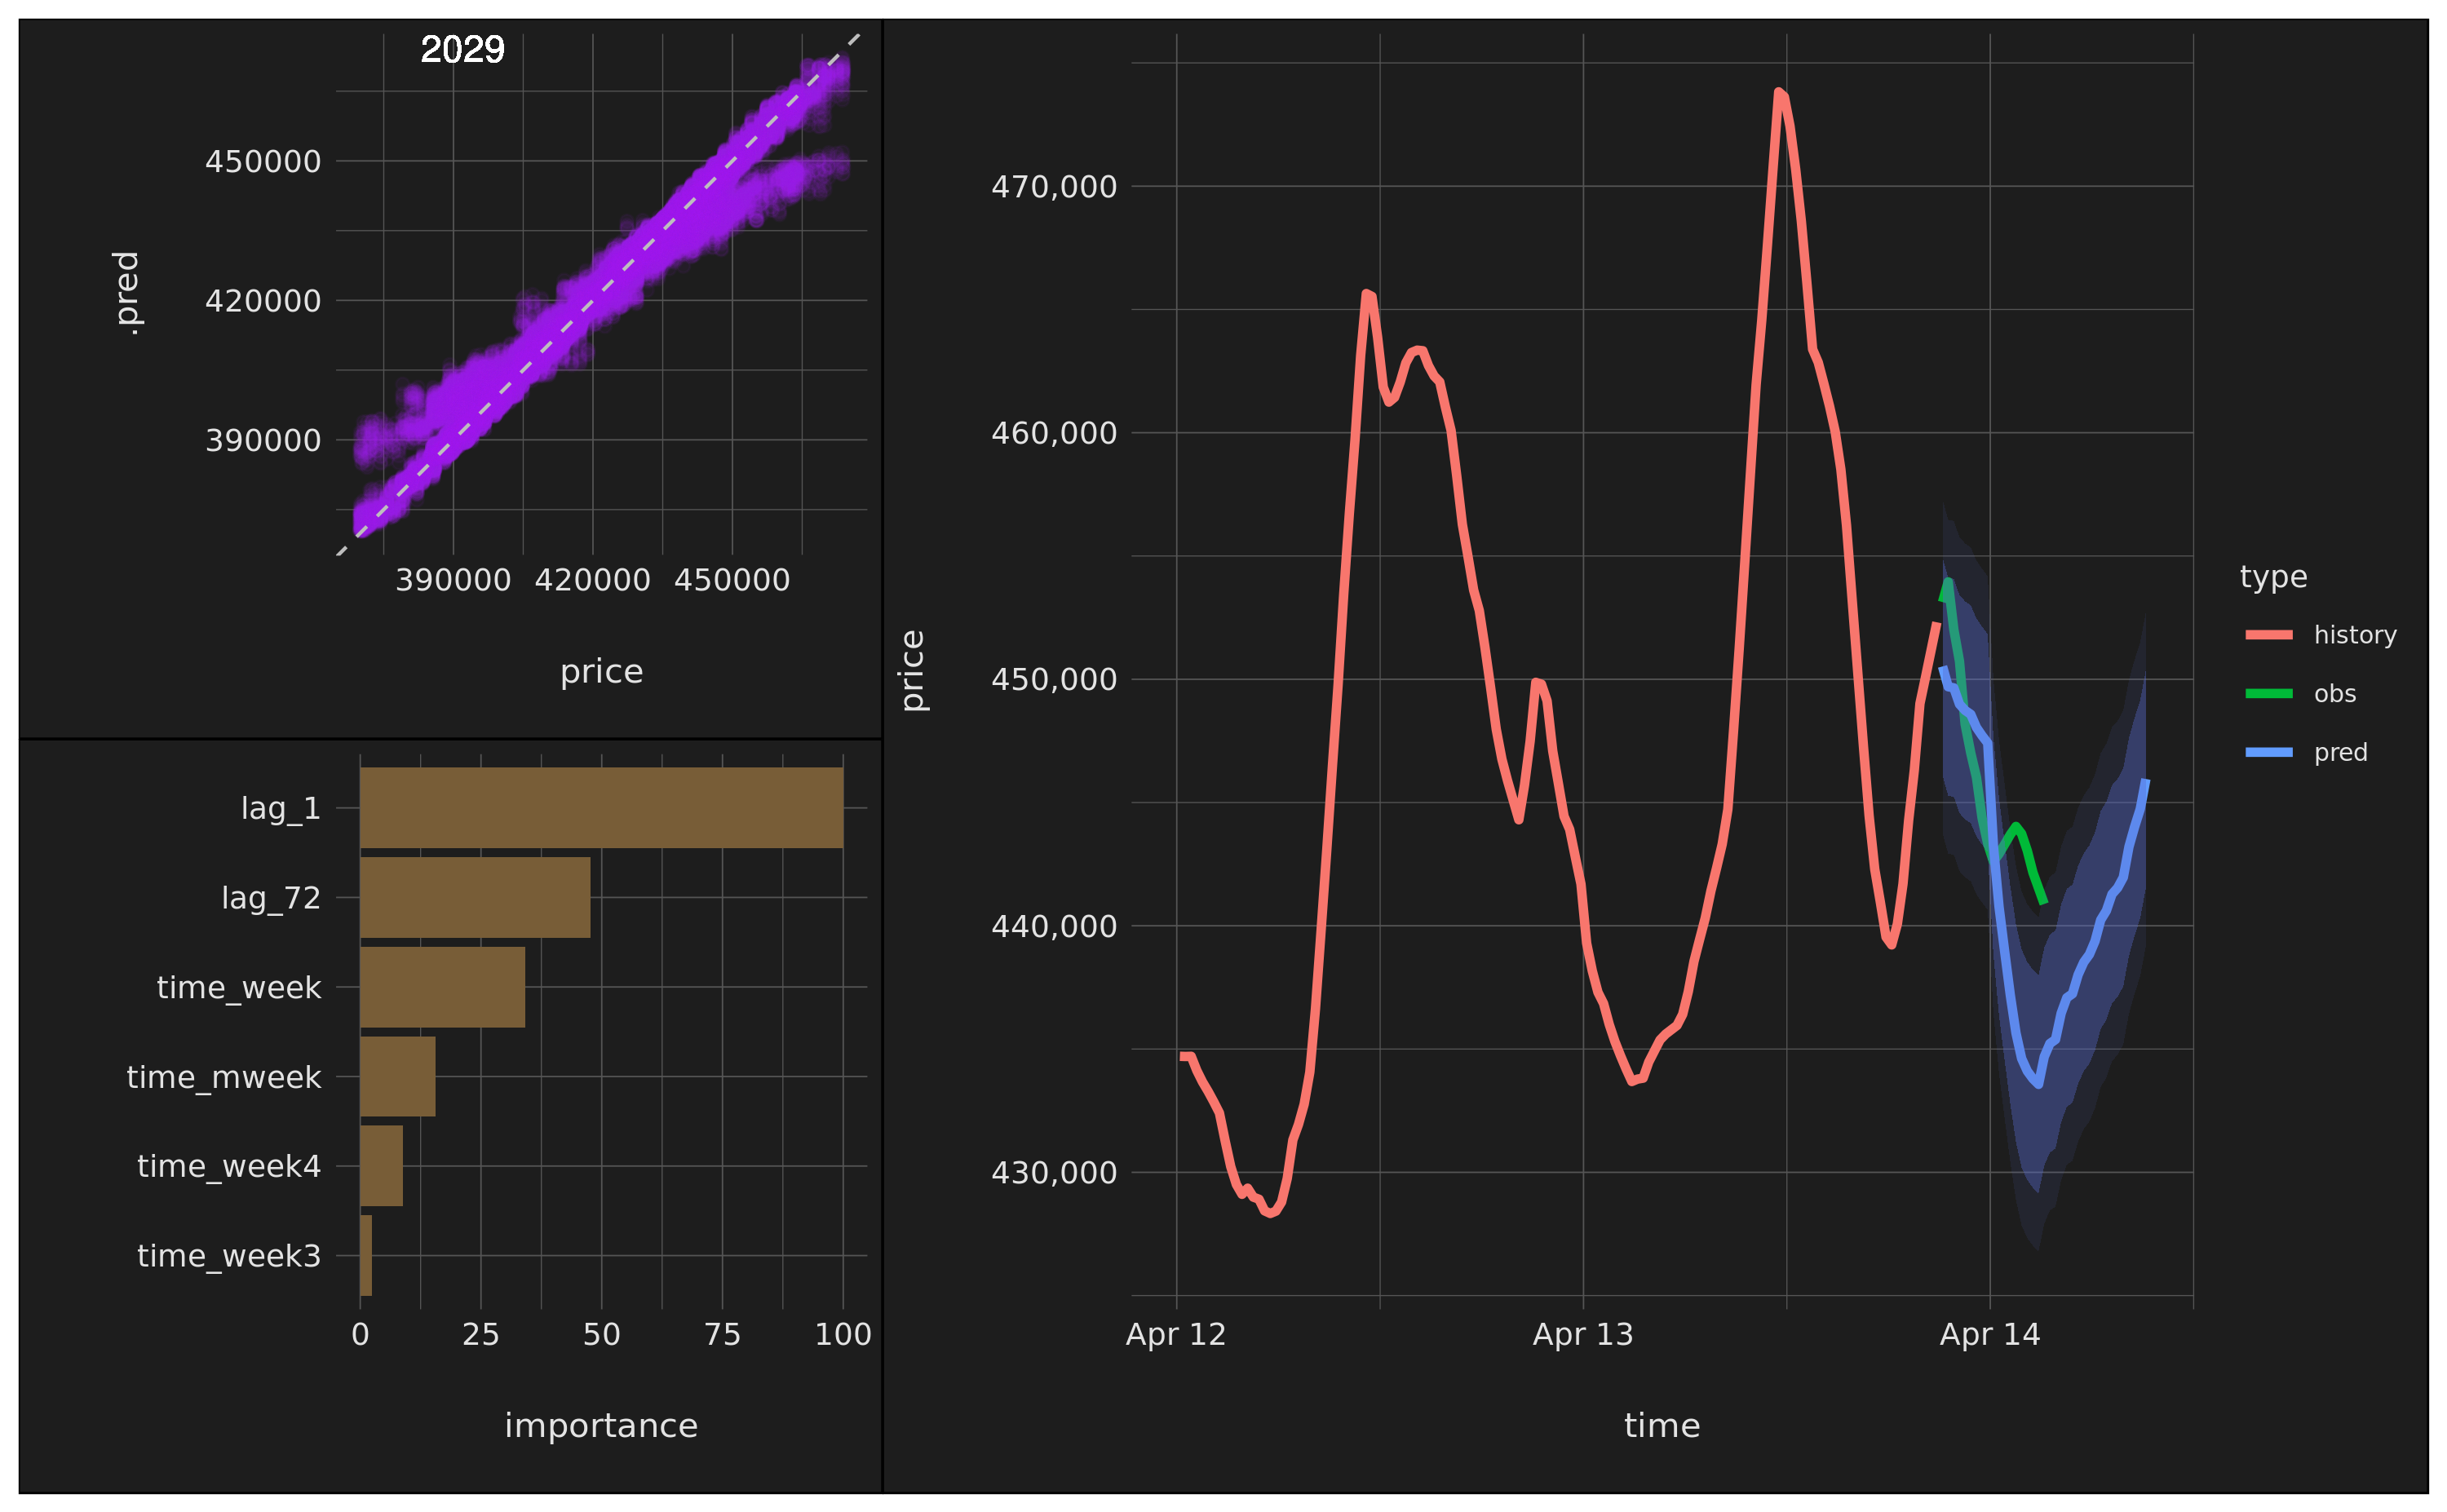 2029
.pred
450000
420000
390000
390000 420000 450000
price
lag_1
lag_72
time_week
time_mweek
time_week4
time_week3
0 25 50 75 100
importance
price
470,000
460,000
450,000
440,000
430,000
Apr 12 Apr 13 Apr 14
time
type
history
obs
pred